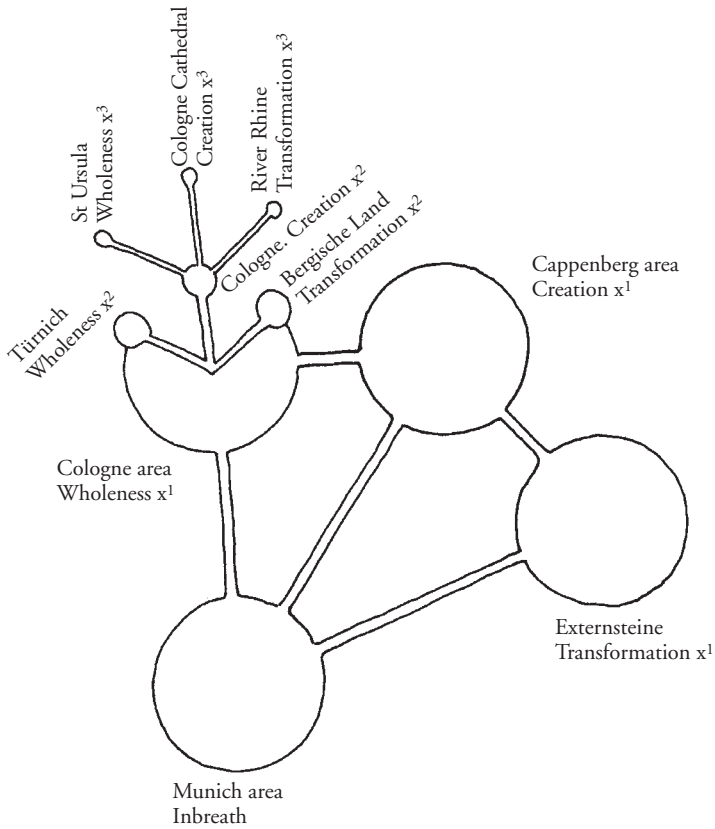 St Ursula
Wholeness x³
Cologne Cathedral
Creation x³
River Rhine
Transformation x³
Cologne. Creation x²
Bergische Land
Transformation x²
Türnich
Wholeness x²
Cappenberg area
Creation x¹
Cologne area
Wholeness x¹
Externsteine
Transformation x¹
Munich area
Inbreath